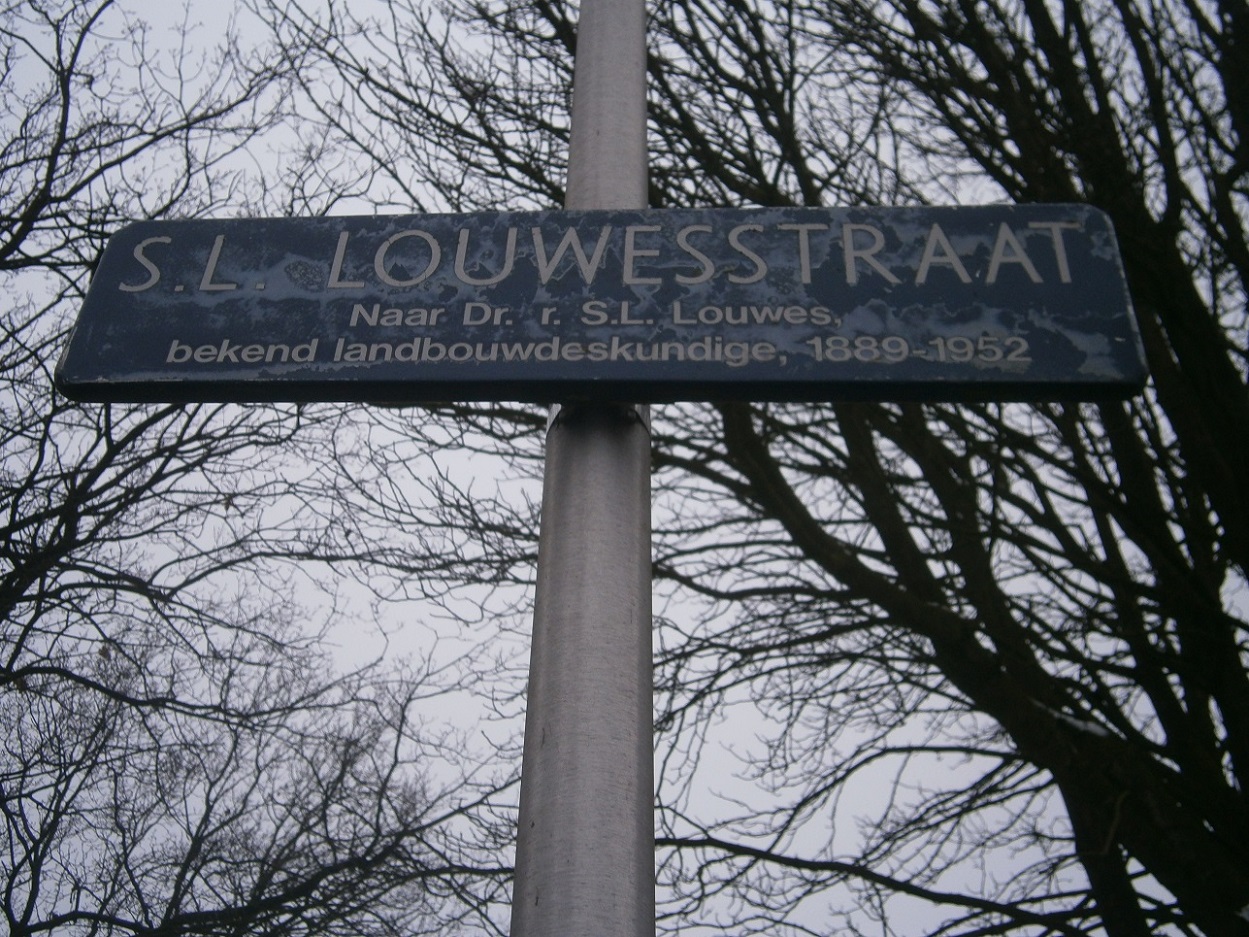 S.L. LOUWESSTRAAT
Naar Dr. r. S.L. Louwes,
bekend landbouwdeskundige, 1889-1952